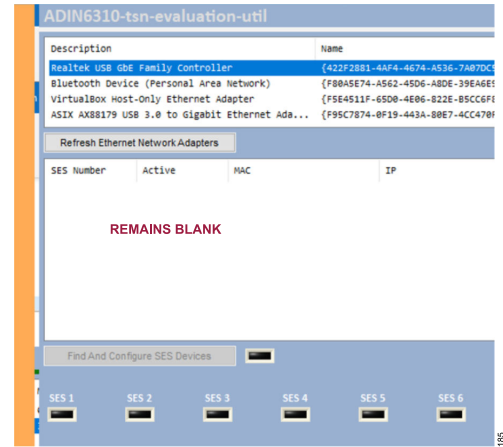 ADIN6310-tsn-evaluation-util
Description Name
Realtek USB GbE Family Controller {422F2881-4AF4-4674-A536-7A07DC5
Bluetooth Device (Personal Area Network) {F80A5E74-A562-45D6-A8DE-39EA6E5
VirtualBox Host-Only Ethernet Adapter {F5E4511F-65D0-4E06-822E-B5CC6FE
ASIX AX88179 USB 3.0 to Gigabit Ethernet Ada... {F95C7874-0F19-443A-80E7-4CC470F
Refresh Ethernet Network Adapters
SES Number Active MAC IP
REMAINS BLANK
Find And Configure SES Devices
SES 1 SES 2 SES 3 SES 4 SES 5 SES 6